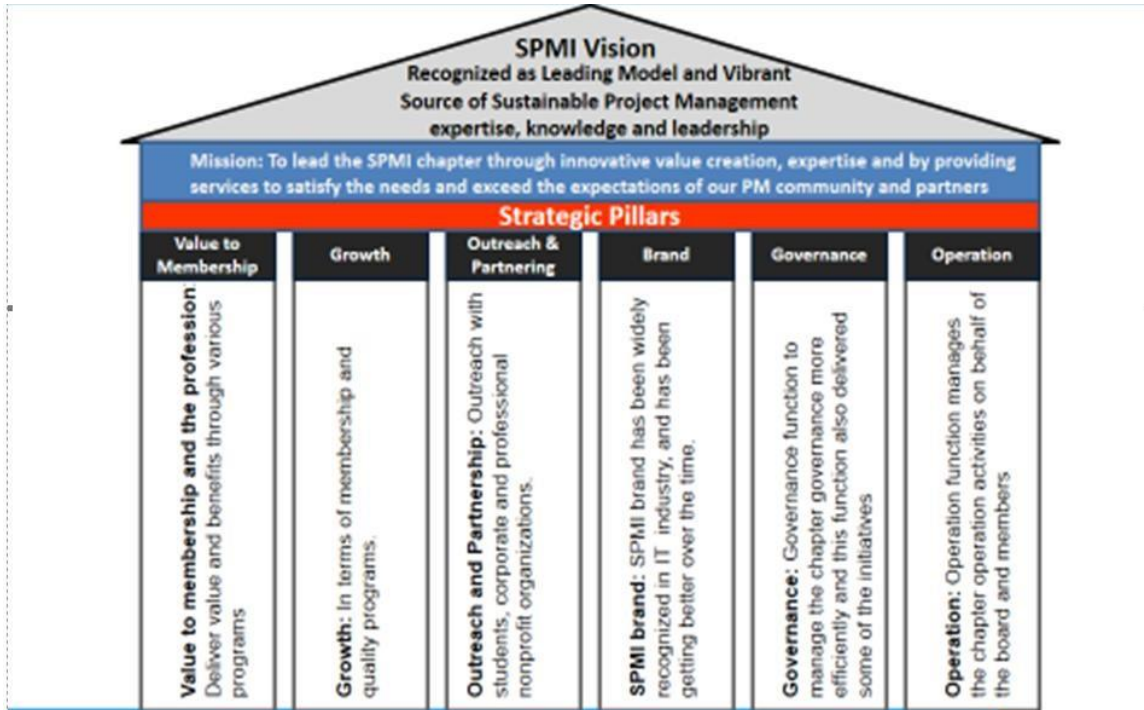 SPMI Vision
Recognized as Leading Model and Vibrant
Source of Sustainable Project Management
expertise, knowledge and leadership
Mission: To lead the SPMI chapter through innovative value creation, expertise and by providing
services to satisfy the needs and exceed the expectations of our PM community and partners
Strategic Pillars
Value to
Membership
Growth
Outreach &
Partnering
Brand
Governance
Operation
Value to membership and the profession:
Deliver value and benefits through various
programs
Growth: In terms of membership and
quality programs.
Outreach and Partnership: Outreach with
students, corporate and professional
nonprofit organizations.
SPMI brand: SPMI brand has been widely
recognized in IT industry, and has been
getting better over the time.
Governance: Governance function to
manage the chapter governance more
efficiently and this function also delivered
some of the initiatives
Operation: Operation function manages
the chapter operation activities on behalf of
the board and members